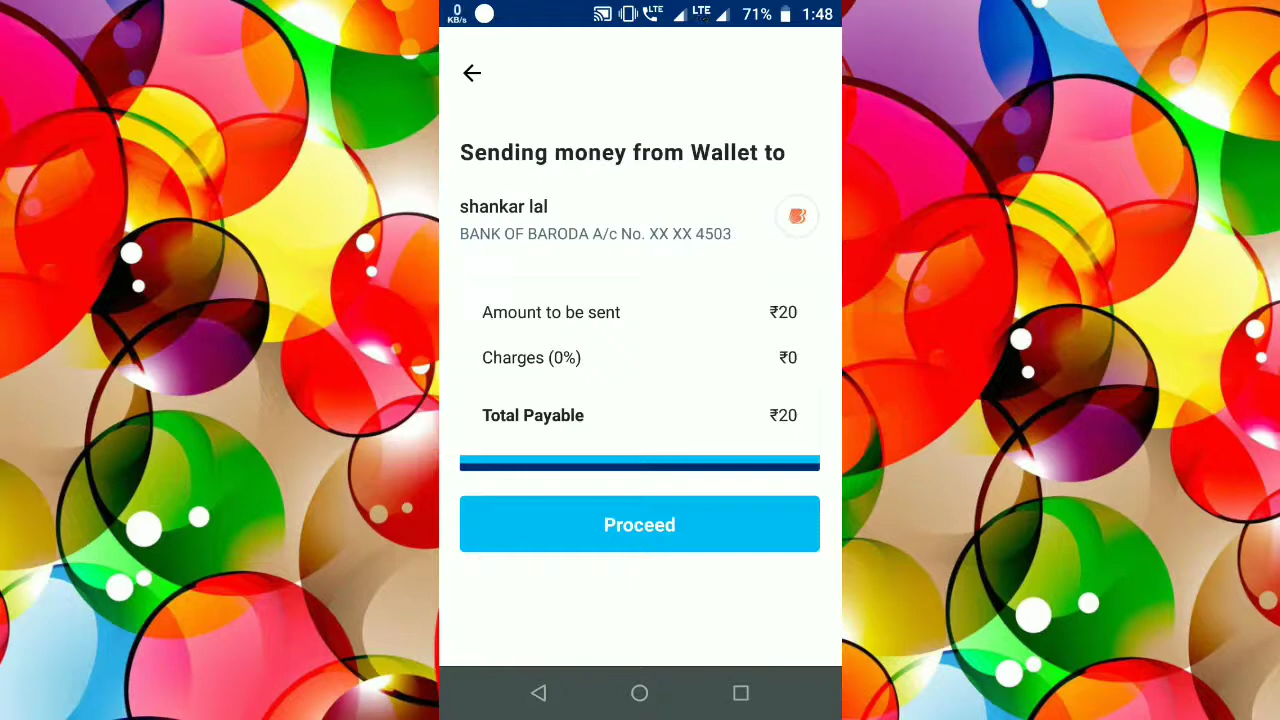 0
KB/s
LTE
LTE
71%
1:48
Sending money from Wallet to
shankar lal
BANK OF BARODA A/c No. XX XX 4503
Amount to be sent ₹20
Charges (0%) ₹0
Total Payable ₹20
Proceed